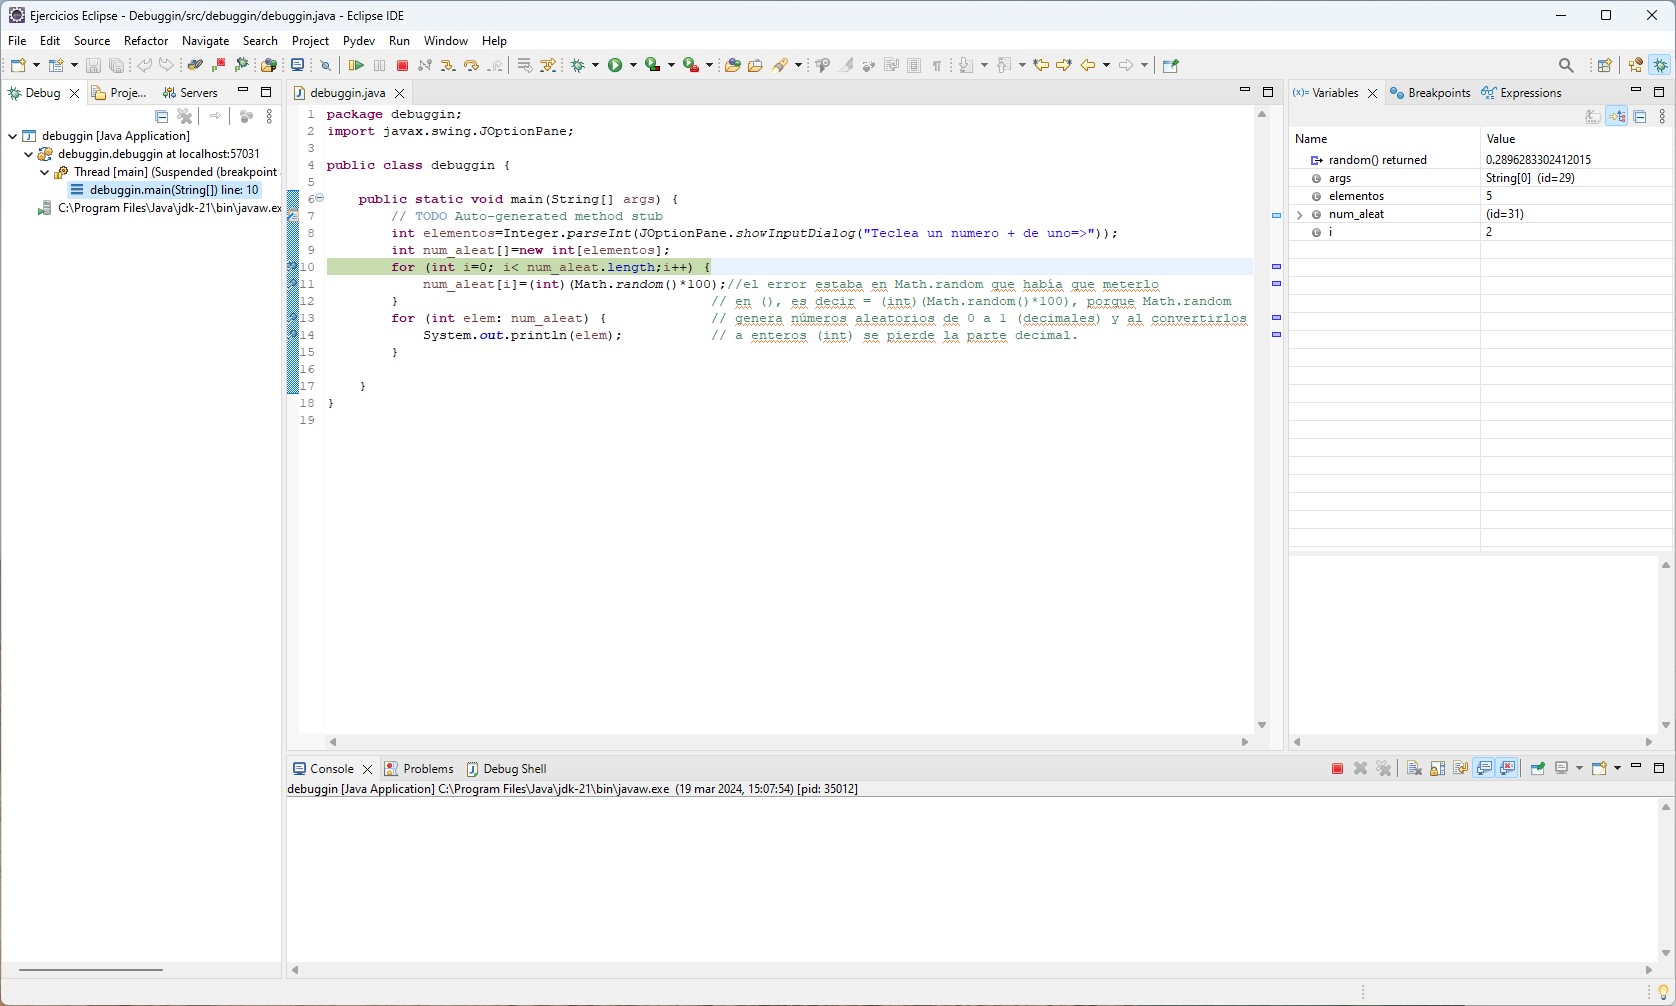 Ejercicios Eclipse - Debuggin/src/debuggin/debuggin.java - Eclipse IDE
File Edit Source Refactor Navigate Search Project Pydev Run Window Help
Debug Proje... Servers
debuggin [Java Application]
debuggin.debuggin at localhost:57031
Thread [main] (Suspended (breakpoint
debuggin.main(String[]) line: 10
C:\Program Files\Java\jdk-21\bin\javaw.ex
debuggin.java
1 package debuggin;
2 import javax.swing.JOptionPane;
3
4 public class debuggin {
5
6 public static void main(String[] args) {
7 // TODO Auto-generated method stub
8 int elementos=Integer.parseInt(JOptionPane.showInputDialog("Teclea un numero + de uno=>"));
9 int num_aleat[]=new int[elementos];
10 for (int i=0; i< num_aleat.length;i++) {
11 num_aleat[i]=(int)(Math.random()*100);//el error estaba en Math.random que había que meterlo
12 } // en (), es decir = (int)(Math.random()*100), porque Math.random
13 for (int elem: num_aleat) { // genera números aleatorios de 0 a 1 (decimales) y al convertirlos
14 System.out.println(elem); // a enteros (int) se pierde la parte decimal.
15 }
16
17 }
18 }
19
Variables Breakpoints Expressions
Name Value
random() returned 0.2896283302412015
args String[0] (id=29)
elementos 5
num_aleat (id=31)
i 2
Console Problems Debug Shell
debuggin [Java Application] C:\Program Files\Java\jdk-21\bin\javaw.exe (19 mar 2024, 15:07:54) [pid: 35012]